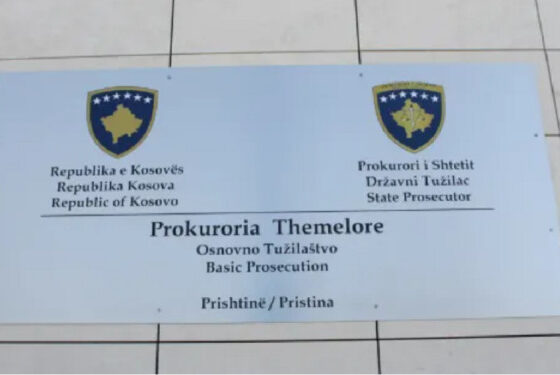 Republika e Kosovës
Republika Kosova
Republic of Kosovo
Prokurori i Shtetit
Državni Tužilac
State Prosecutor
Prokuroria Themelore
Osnovno Tužilaštvo
Basic Prosecution
Prishtinë / Pristina